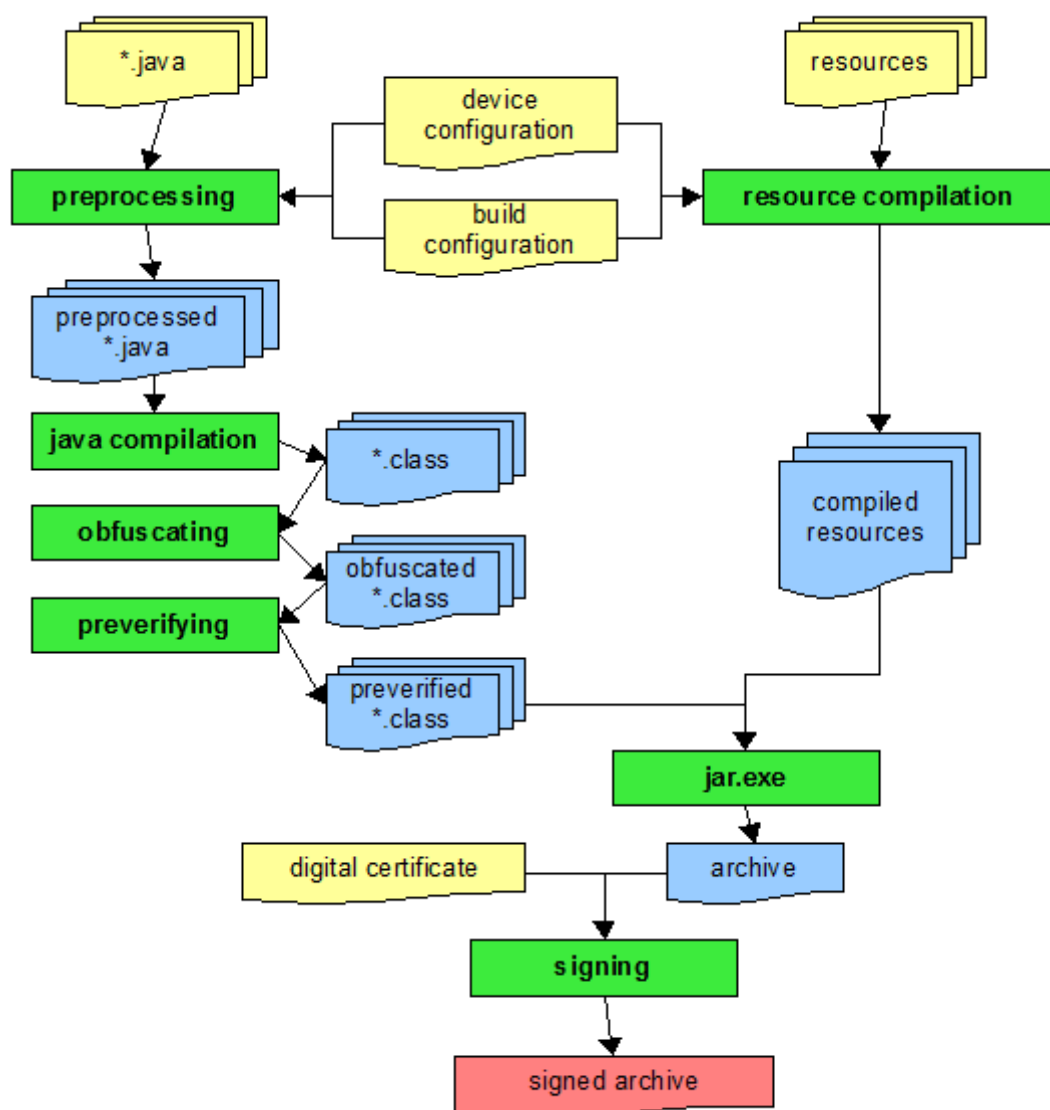 *.java
resources
device
configuration
preprocessing
resource compilation
build
configuration
preprocessed
*.java
java compilation
*.class
obfuscating
compiled
resources
obfuscated
*.class
preverifying
preverified
*.class
jar.exe
digital certificate
archive
signing
signed archive